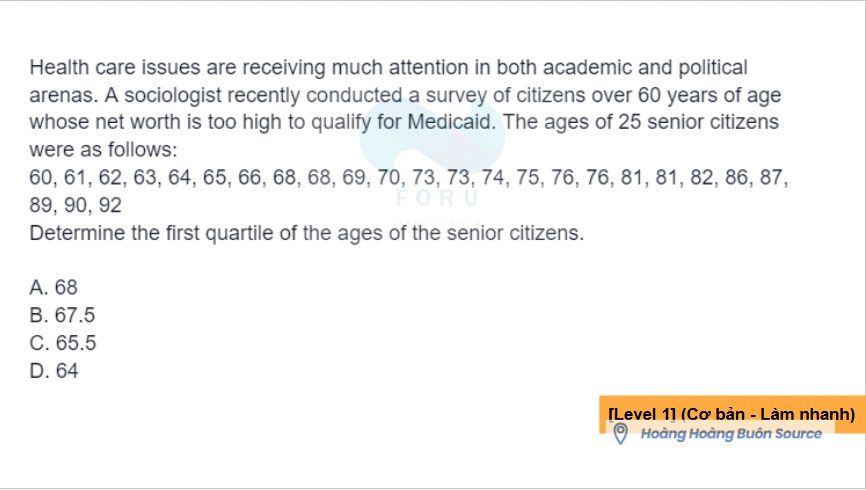 Health care issues are receiving much attention in both academic and political
arenas. A sociologist recently conducted a survey of citizens over 60 years of age
whose net worth is too high to qualify for Medicaid. The ages of 25 senior citizens
were as follows:
60, 61, 62, 63, 64, 65, 66, 68, 68, 69, 70, 73, 73, 74, 75, 76, 76, 81, 81, 82, 86, 87,
89, 90, 92
FORU
Determine the first quartile of the ages of the senior citizens.
A. 68
B. 67.5
C. 65.5
D. 64
[Level 1] (Cơ bản - Làm nhanh)
Hoàng Hoàng Buôn Source